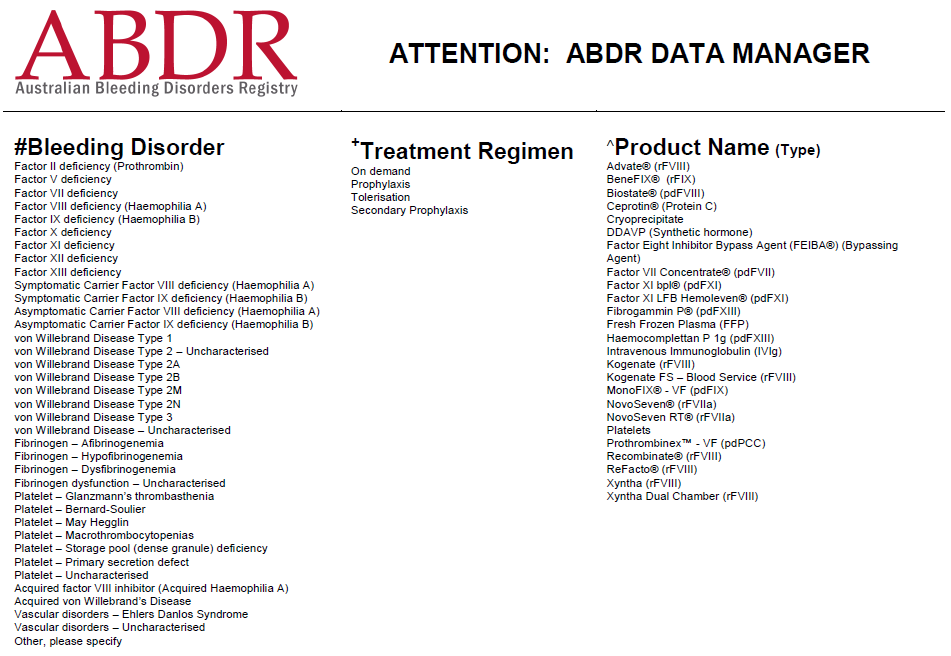 ABDR
Australian Bleeding Disorders Registry
ATTENTION: ABDR DATA MANAGER
#Bleeding Disorder
Factor II deficiency (Prothrombin)
Factor V deficiency
Factor VII deficiency
Factor VIII deficiency (Haemophilia A)
Factor IX deficiency (Haemophilia B)
Factor X deficiency
Factor XI deficiency
Factor XII deficiency
Factor XIII deficiency
Symptomatic Carrier Factor VIII deficiency (Haemophilia A)
Symptomatic Carrier Factor IX deficiency (Haemophilia B)
Asymptomatic Carrier Factor VIII deficiency (Haemophilia A)
Asymptomatic Carrier Factor IX deficiency (Haemophilia B)
von Willebrand Disease Type 1
von Willebrand Disease Type 2 – Uncharacterised
von Willebrand Disease Type 2A
von Willebrand Disease Type 2B
von Willebrand Disease Type 2M
von Willebrand Disease Type 2N
von Willebrand Disease Type 3
von Willebrand Disease – Uncharacterised
Fibrinogen – Afibrinogenemia
Fibrinogen – Hypofibrinogenemia
Fibrinogen – Dysfibrinogenemia
Fibrinogen dysfunction – Uncharacterised
Platelet – Glanzmann's thrombasthenia
Platelet – Bernard-Soulier
Platelet – May Hegglin
Platelet – Macrothrombocytopenias
Platelet – Storage pool (dense granule) deficiency
Platelet – Primary secretion defect
Platelet – Uncharacterised
Acquired factor VIII inhibitor (Acquired Haemophilia A)
Acquired von Willebrand's Disease
Vascular disorders – Ehlers Danlos Syndrome
Vascular disorders – Uncharacterised
Other, please specify
+Treatment Regimen
On demand
Prophylaxis
Tolerisation
Secondary Prophylaxis
^Product Name (Type)
Advate® (rFVIII)
BeneFIX® (rFIX)
Biostate® (pdFVIII)
Ceprotin® (Protein C)
Cryoprecipitate
DDAVP (Synthetic hormone)
Factor Eight Inhibitor Bypass Agent (FEIBA®) (Bypassing
Agent)
Factor VII Concentrate® (pdFVII)
Factor XI bpl® (pdFXI)
Factor XI LFB Hemoleven® (pdFXI)
Fibrogammin P® (pdFXIII)
Fresh Frozen Plasma (FFP)
Haemocomplettan P 1g (pdFXIII)
Intravenous Immunoglobulin (IVIg)
Kogenate (rFVIII)
Kogenate FS – Blood Service (rFVIII)
MonoFIX® - VF (pdFIX)
NovoSeven® (rFVIIa)
NovoSeven RT® (rFVIIa)
Platelets
Prothrombinex™ - VF (pdPCC)
Recombinate® (rFVIII)
ReFacto® (rFVIII)
Xyntha (rFVIII)
Xyntha Dual Chamber (rFVIII)